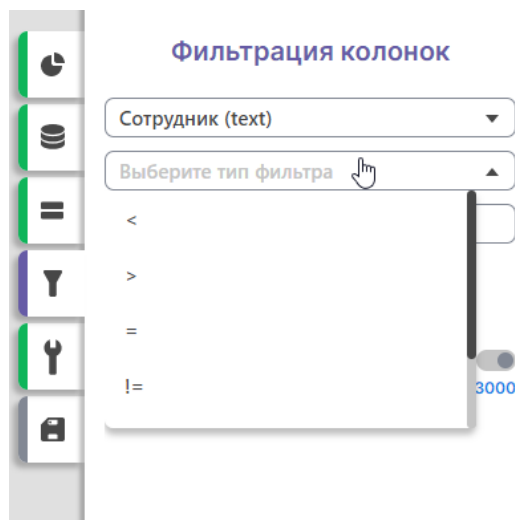 Фильтрация колонок
Сотрудник (text)
Выберите тип фильтра
<
>
=
!=
3000